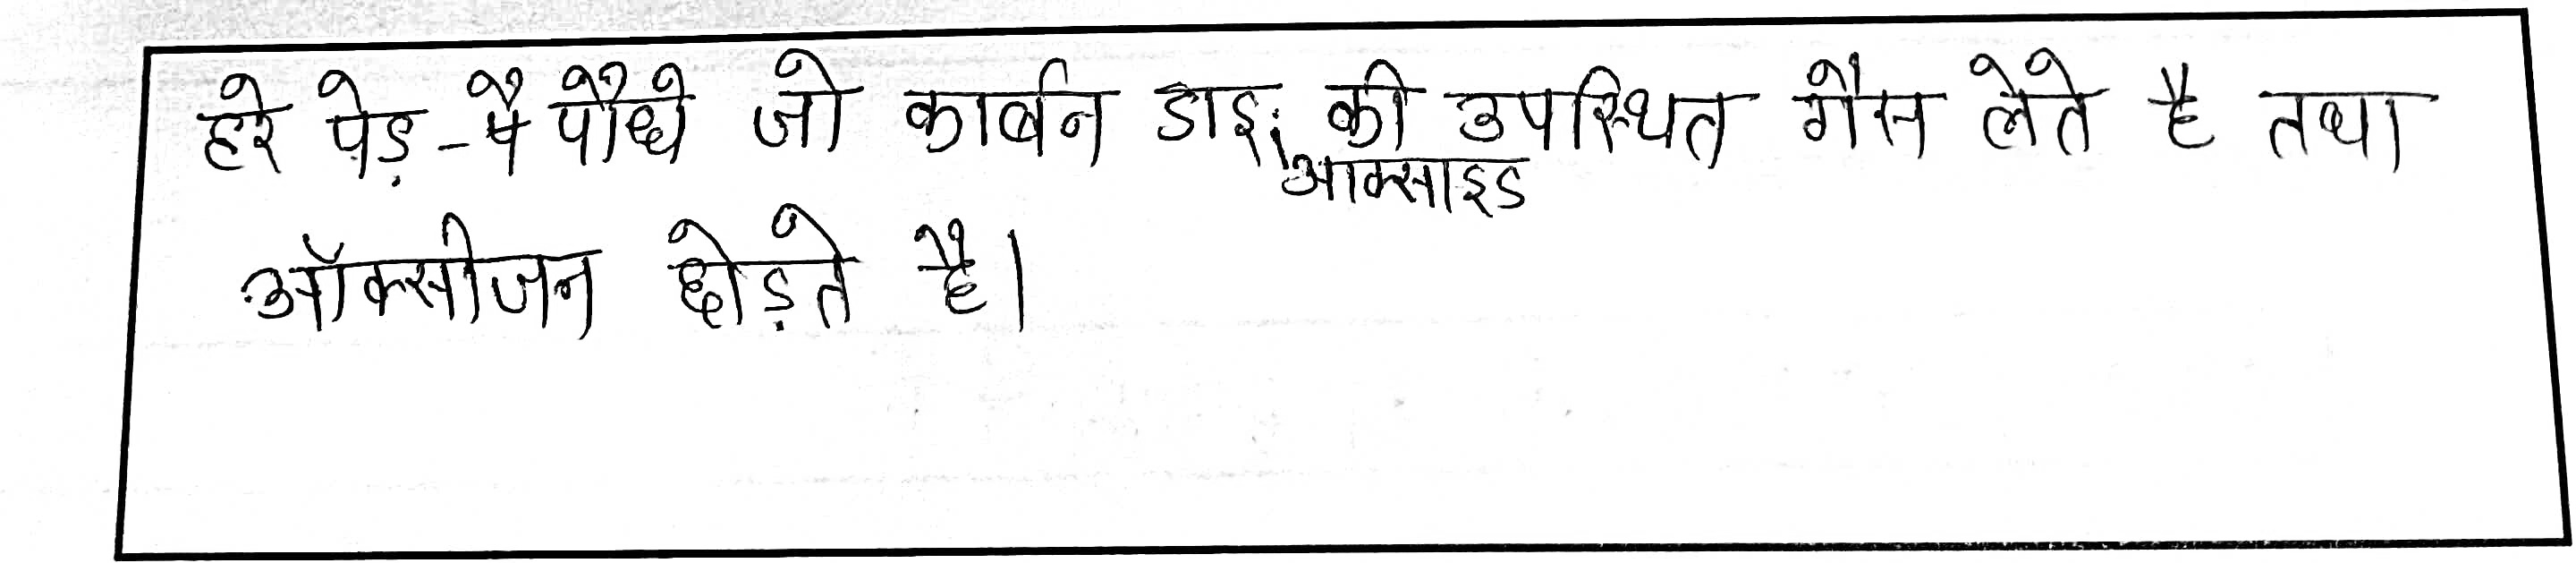 हरे पेड़ -पै पौधे जो कार्बन डाइ की उपस्थित गैस लेते है तथा
आक्साइड
ऑक्सीजन छोड़ते है।